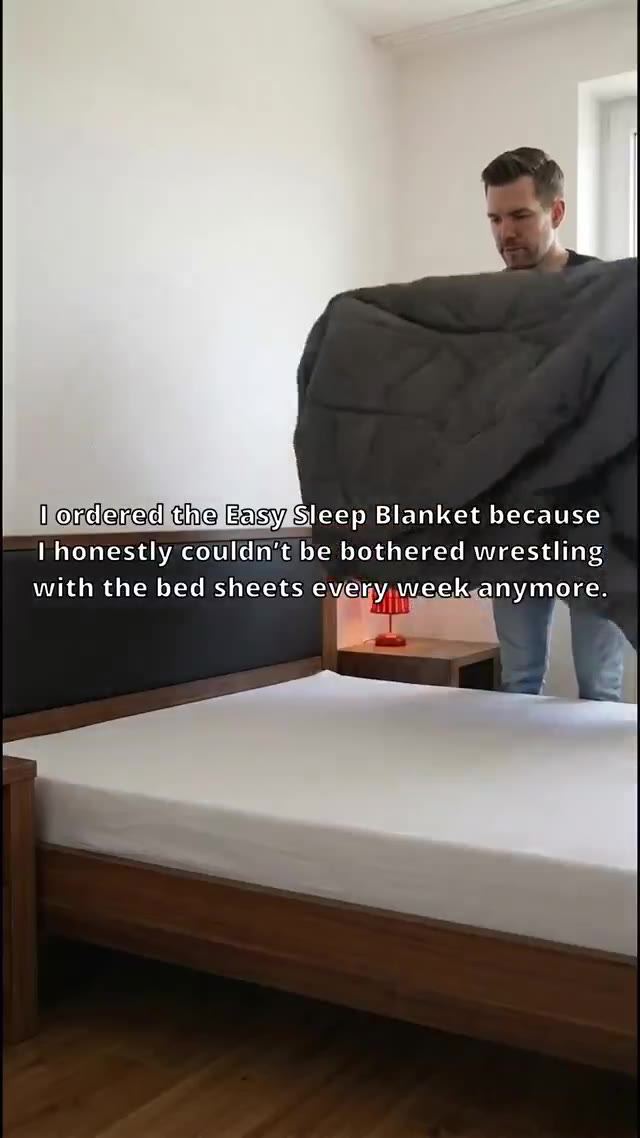 I ordered the Easy Sleep Blanket because
I honestly couldn’t be bothered wrestling
with the bed sheets every week anymore.